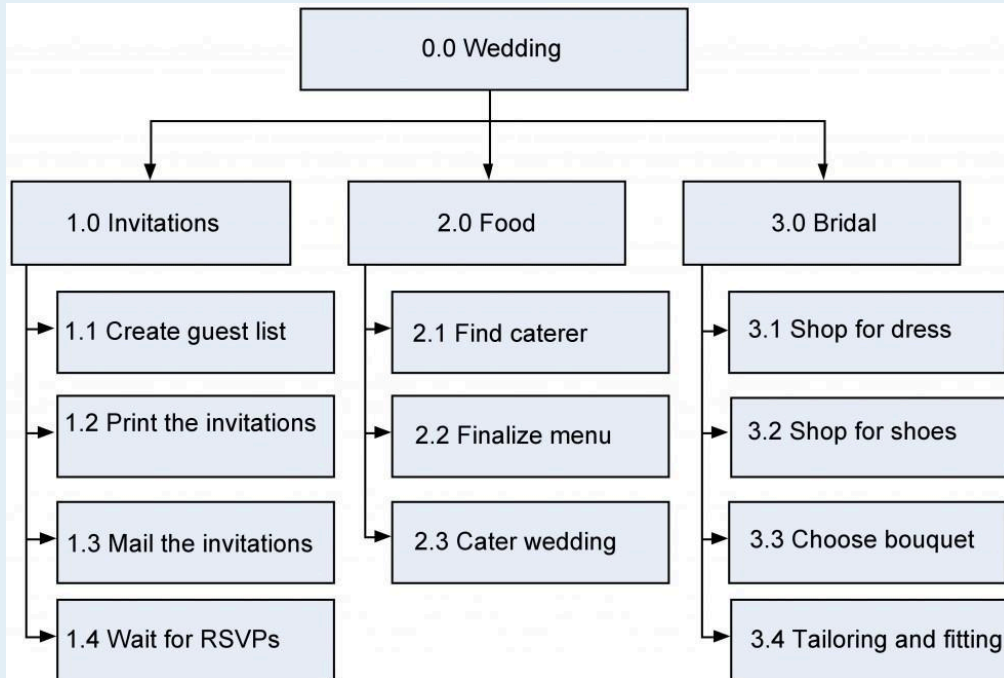 0.0 Wedding
1.0 Invitations
2.0 Food
3.0 Bridal
1.1 Create guest list
2.1 Find caterer
3.1 Shop for dress
1.2 Print the invitations
2.2 Finalize menu
3.2 Shop for shoes
1.3 Mail the invitations
2.3 Cater wedding
3.3 Choose bouquet
1.4 Wait for RSVPs
3.4 Tailoring and fitting